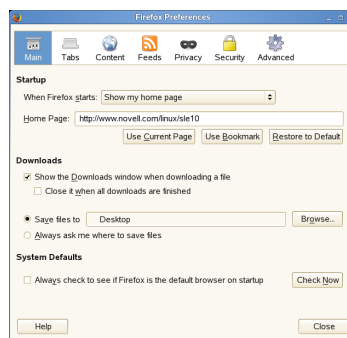 Firefox Preferences
Main Tabs Content Feeds Privacy Security Advanced
Startup
When Firefox starts: Show my home page
Home Page: http://www.novell.com/linux/sle10
Use Current Page Use Bookmark Restore to Default
Downloads
Show the Downloads window when downloading a file
Close it when all downloads are finished
Save files to Desktop Browse...
Always ask me where to save files
System Defaults
Always check to see if Firefox is the default browser on startup Check Now
Help Close